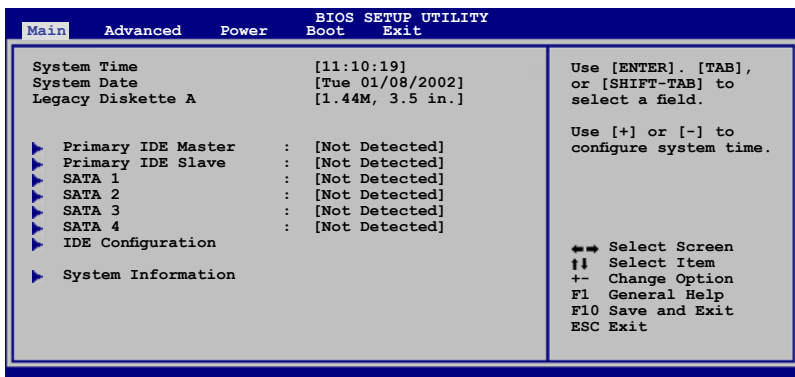 BIOS SETUP UTILITY
Main Advanced Power Boot Exit
System Time [11:10:19]
System Date [Tue 01/08/2002]
Legacy Diskette A [1.44M, 3.5 in.]
Primary IDE Master : [Not Detected]
Primary IDE Slave : [Not Detected]
SATA 1 : [Not Detected]
SATA 2 : [Not Detected]
SATA 3 : [Not Detected]
SATA 4 : [Not Detected]
IDE Configuration
System Information
Use [ENTER]. [TAB],
or [SHIFT-TAB] to
select a field.
Use [+] or [-] to
configure system time.
Select Screen
Select Item
+- Change Option
F1 General Help
F10 Save and Exit
ESC Exit